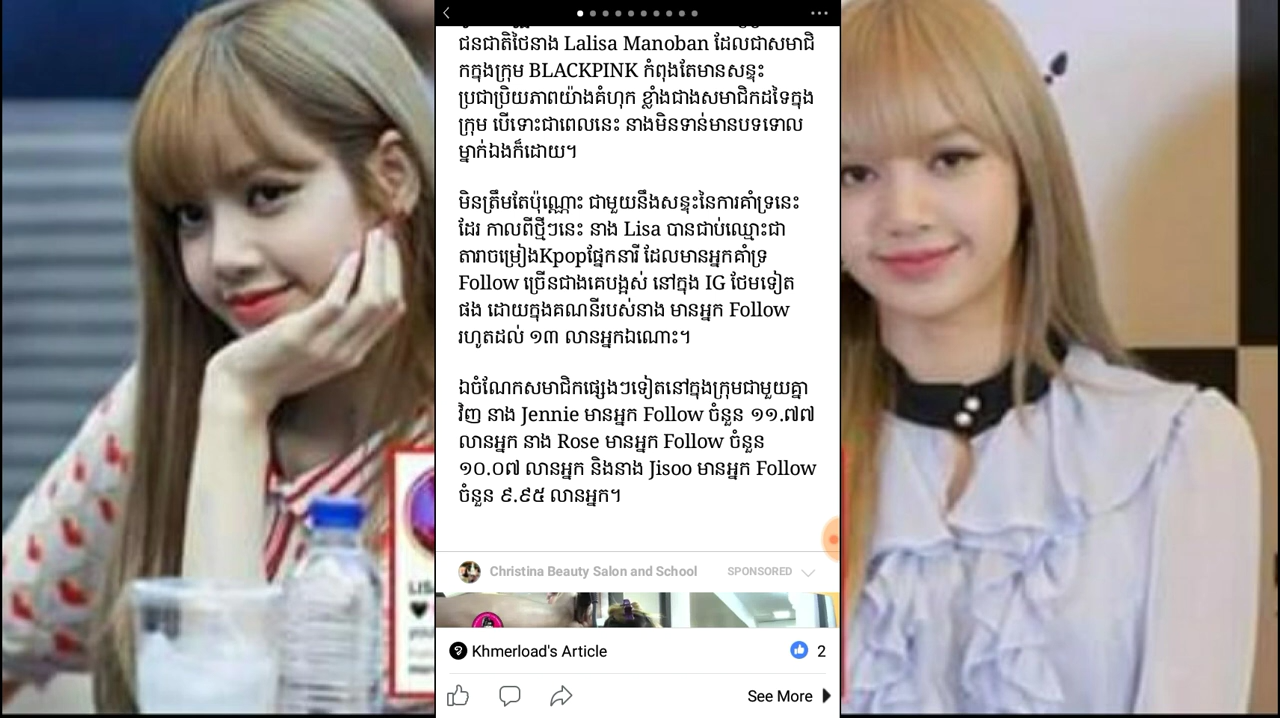 ជនជាតិថៃនាង Lalisa Manoban ដែលជាសមាជិ
កក្នុងក្រុម BLACKPINK កំពុងតែមានសន្ទុះ
ប្រជាប្រិយភាពយ៉ាងគំហុក ខ្លាំងជាងសមាជិកដទៃក្នុង
ក្រុម បើទោះជាពេលនេះ នាងមិនទាន់មានបទទោល
ម្នាក់ឯងក៏ដោយ។
មិនត្រឹមតែប៉ុណ្ណោះ ជាមួយនឹងសន្ទុះនៃការគាំទ្រនេះ
ដែរ កាលពីថ្មីៗនេះ នាង Lisa បានជាប់ឈ្មោះជា
តារាចម្រៀងKpopផ្នែកនារី ដែលមានអ្នកគាំទ្រ
Follow ច្រើនជាងគេបង្អស់ នៅក្នុង IG ថែមទៀត
ផង ដោយក្នុងគណនីរបស់នាង មានអ្នក Follow
រហូតដល់ ១៣ លានអ្នកឯណោះ។
ឯចំណែកសមាជិកផ្សេងៗទៀតនៅក្នុងក្រុមជាមួយគ្នា
វិញ នាង Jennie មានអ្នក Follow ចំនួន ១១.៧៧
លានអ្នក នាង Rose មានអ្នក Follow ចំនួន
១០.០៧ លានអ្នក និងនាង Jisoo មានអ្នក Follow
ចំនួន ៩.៩៥ លានអ្នក។
Christina Beauty Salon and School SPONSORED
Khmerload's Article 2
See More